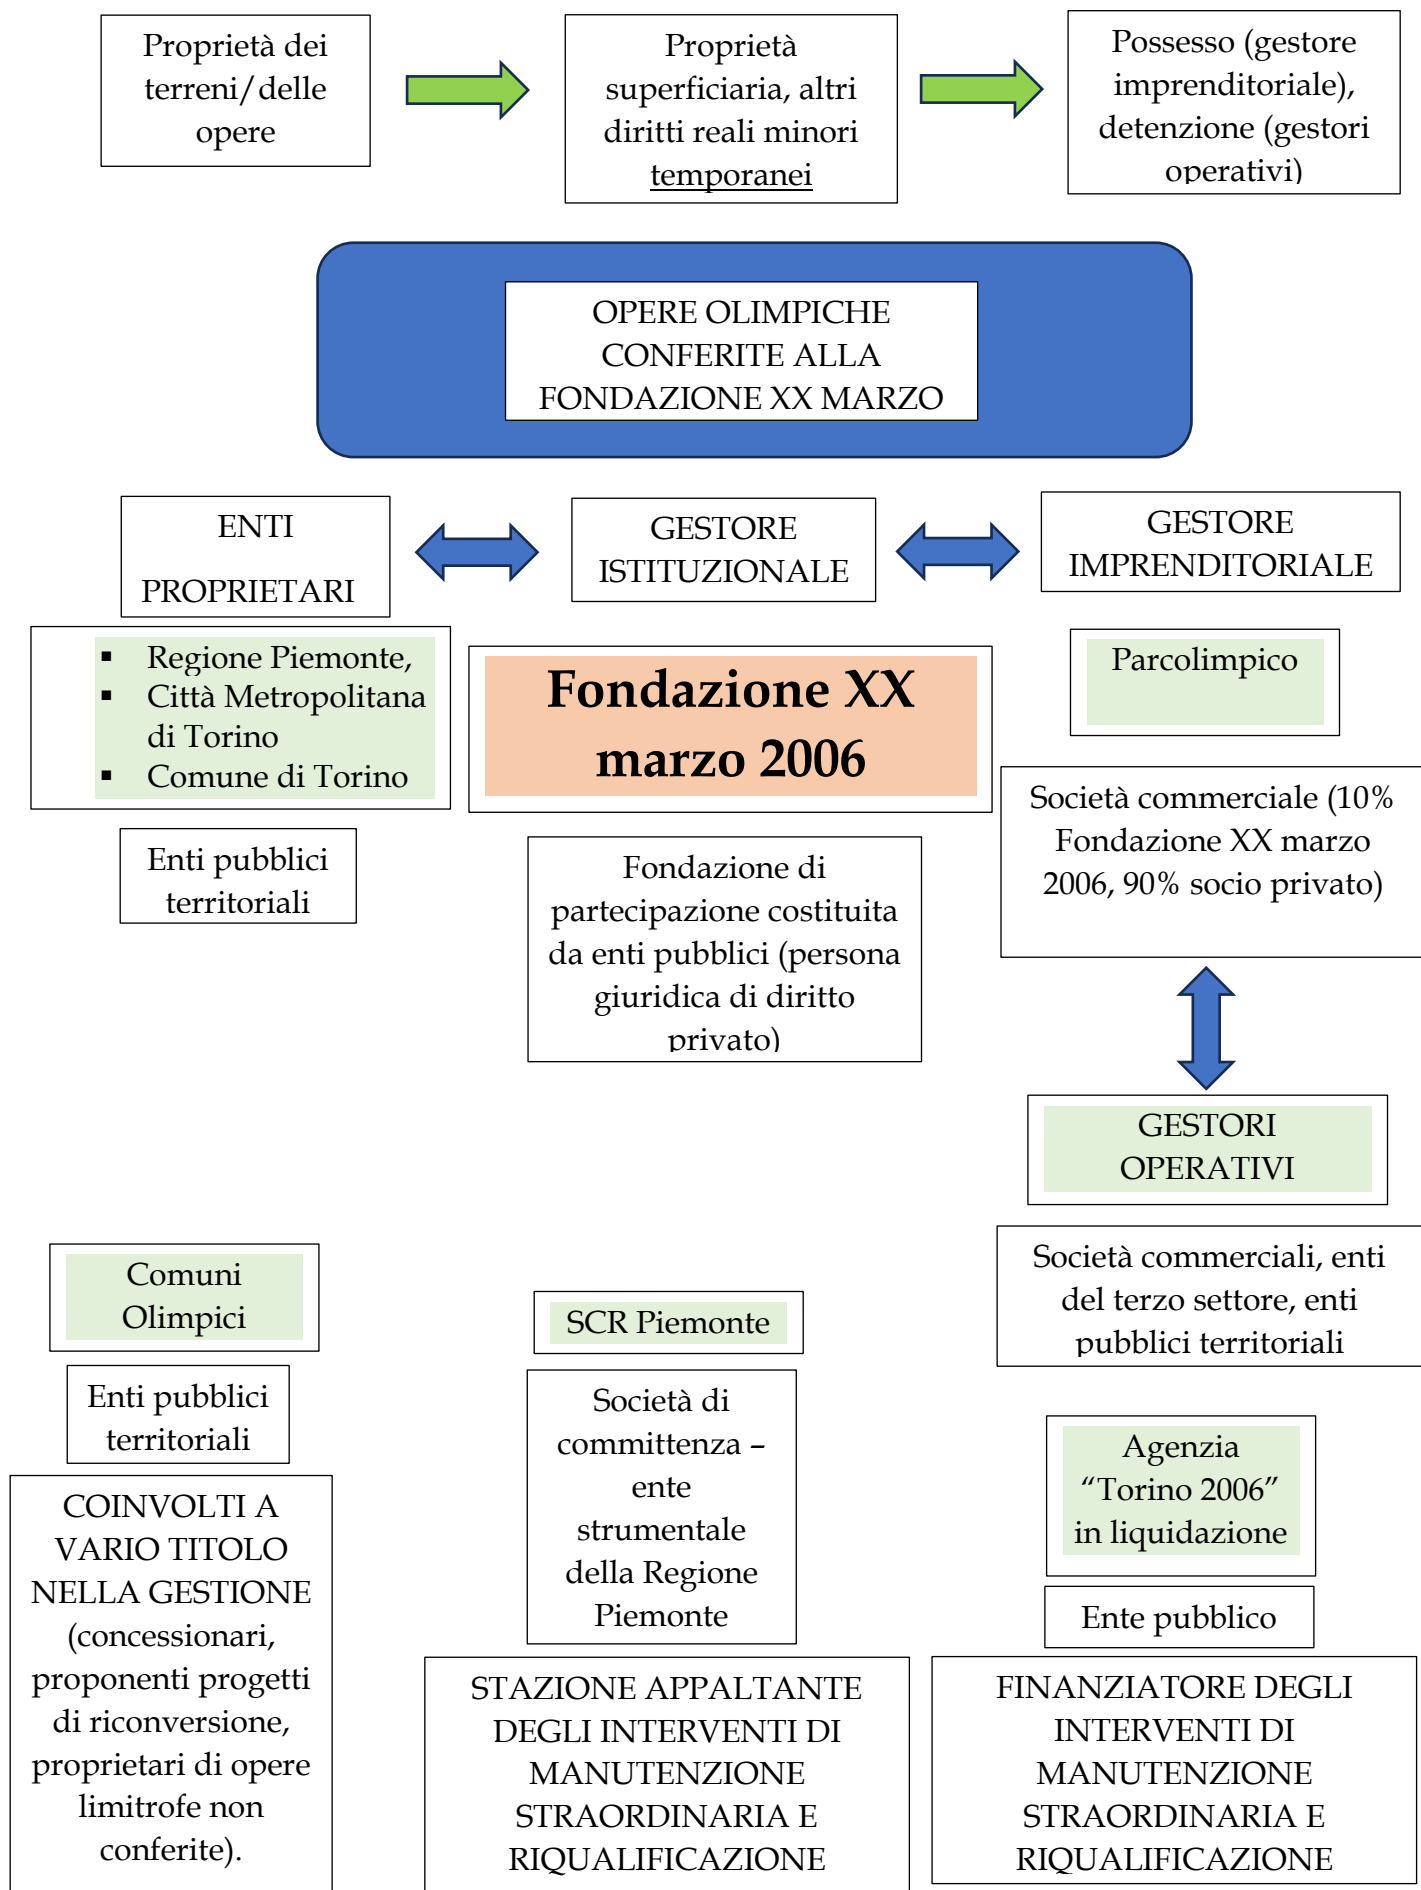 Proprietà dei
terreni/delle
opere
Proprietà
superficiaria, altri
diritti reali minori
temporanei
Possesso (gestore
imprenditoriale),
detenzione (gestori
operativi)
OPERE OLIMPICHE
CONFERITE ALLA
FONDAZIONE XX MARZO
ENTI
PROPRIETARI
GESTORE
ISTITUZIONALE
GESTORE
IMPRENDITORIALE
▪ Regione Piemonte,
▪ Città Metropolitana
di Torino
▪ Comune di Torino
Fondazione XX
marzo 2006
Parcolimpico
Enti pubblici
territoriali
Fondazione di
partecipazione costituita
da enti pubblici (persona
giuridica di diritto
privato)
Società commerciale (10%
Fondazione XX marzo
2006, 90% socio privato)
GESTORI
OPERATIVI
Società commerciali, enti
del terzo settore, enti
pubblici territoriali
Comuni
Olimpici
Enti pubblici
territoriali
COINVOLTI A
VARIO TITOLO
NELLA GESTIONE
(concessionari,
proponenti progetti
di riconversione,
proprietari di opere
limitrofe non
conferite).
SCR Piemonte
Società di
committenza –
ente
strumentale
della Regione
Piemonte
STAZIONE APPALTANTE
DEGLI INTERVENTI DI
MANUTENZIONE
STRAORDINARIA E
RIQUALIFICAZIONE
Agenzia
“Torino 2006”
in liquidazione
Ente pubblico
FINANZIATORE DEGLI
INTERVENTI DI
MANUTENZIONE
STRAORDINARIA E
RIQUALIFICAZIONE